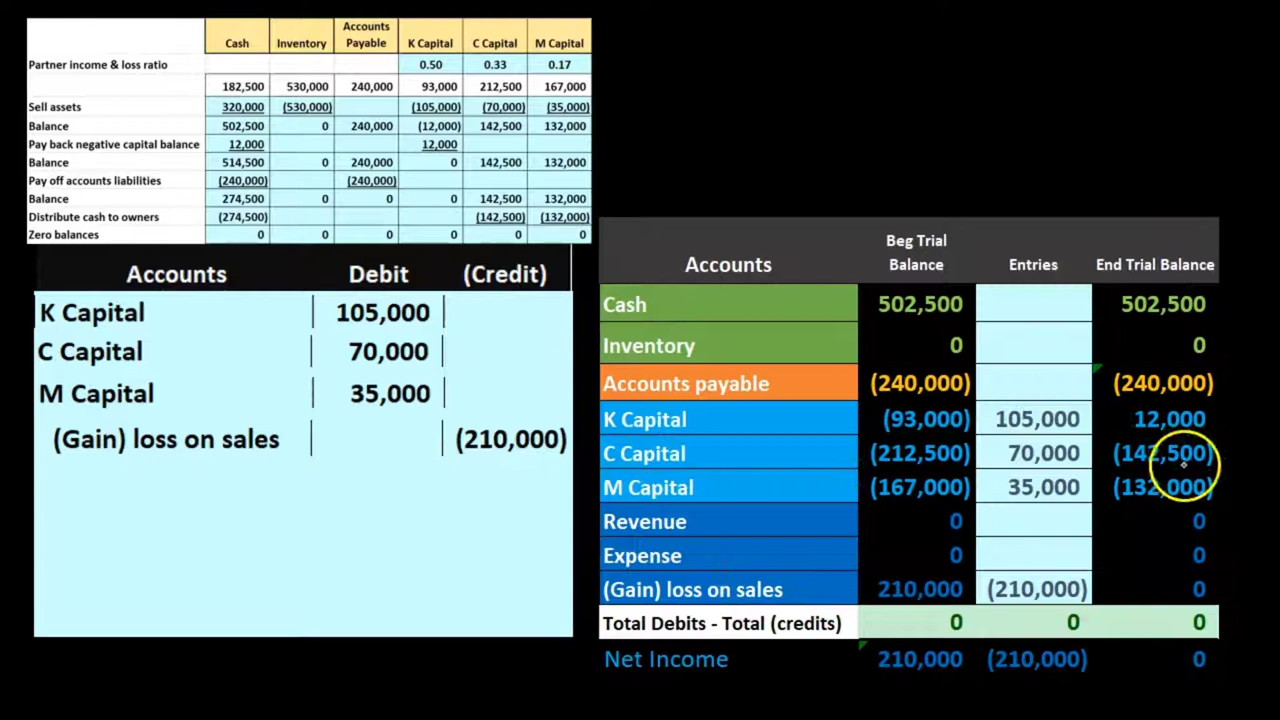 Cash Inventory Accounts Payable K Capital C Capital M Capital
Partner income & loss ratio 0.50 0.33 0.17
182,500 530,000 240,000 93,000 212,500 167,000
Sell assets 320,000 (530,000) (105,000) (70,000) (35,000)
Balance 502,500 0 240,000 (12,000) 142,500 132,000
Pay back negative capital balance 12,000 12,000
Balance 514,500 0 240,000 0 142,500 132,000
Pay off accounts liabilities (240,000) (240,000)
Balance 274,500 0 0 0 142,500 132,000
Distribute cash to owners (274,500) (142,500) (132,000)
Zero balances 0 0 0 0 0 0
Accounts Debit (Credit)
K Capital 105,000
C Capital 70,000
M Capital 35,000
(Gain) loss on sales (210,000)
Accounts Beg Trial Balance Entries End Trial Balance
Cash 502,500 502,500
Inventory 0 0
Accounts payable (240,000) (240,000)
K Capital (93,000) 105,000 12,000
C Capital (212,500) 70,000 (142,500)
M Capital (167,000) 35,000 (132,000)
Revenue 0 0
Expense 0 0
(Gain) loss on sales 210,000 (210,000) 0
Total Debits - Total (credits) 0 0 0
Net Income 210,000 (210,000) 0